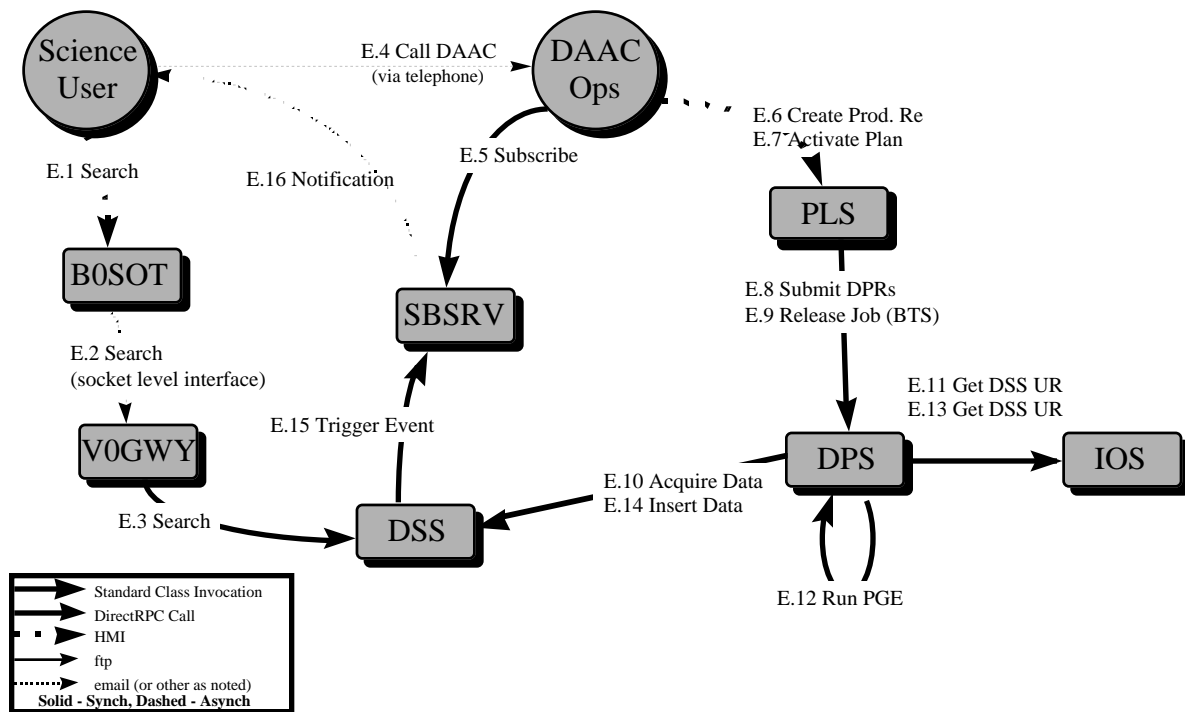 Science
User
E.4 Call DAAC
(via telephone)
DAAC
Ops
E.6 Create Prod. Re
E.7 Activate Plan
E.1 Search
E.16 Notification
E.5 Subscribe
PLS
B0SOT
SBSRV
E.8 Submit DPRs
E.9 Release Job (BTS)
E.2 Search
(socket level interface)
E.11 Get DSS UR
E.13 Get DSS UR
E.15 Trigger Event
V0GWY
DPS
IOS
E.10 Acquire Data
E.14 Insert Data
E.3 Search
DSS
E.12 Run PGE
Standard Class Invocation
DirectRPC Call
HMI
ftp
email (or other as noted)
Solid - Synch, Dashed - Asynch